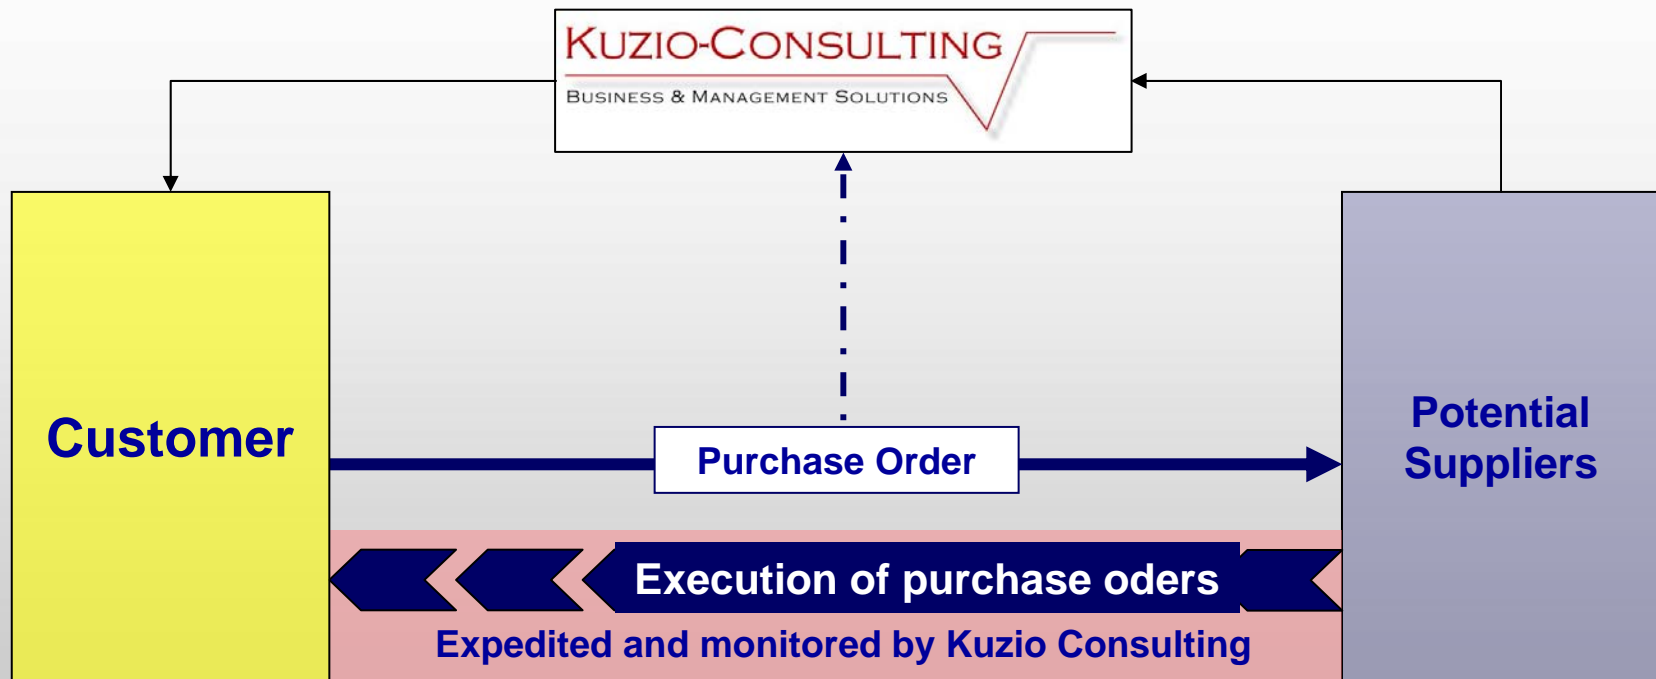 KUZIO-CONSULTING
BUSINESS & MANAGEMENT SOLUTIONS
Customer
Purchase Order
Potential
Suppliers
Execution of purchase oders
Expedited and monitored by Kuzio Consulting